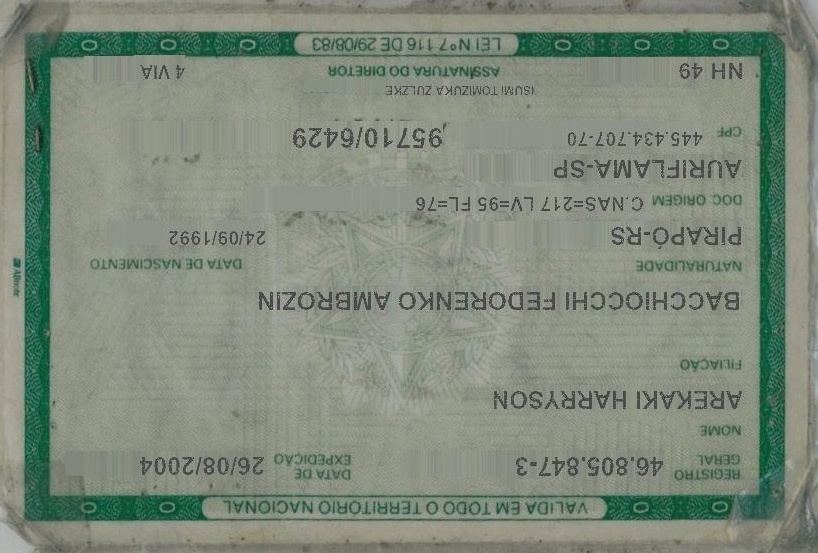 VALIDA EM TODO O TERRITORIO NACIONAL
REGISTRO GERAL 46.805.847-3 DATA DE EXPEDIÇÃO 26/08/2004
NOME
AREKAKI HARRYSON
FILIAÇÃO
BACCHIOCCHI FEDORENKO AMBROZIN
NATURALIDADE DATA DE NASCIMENTO
PIRAPÓ-RS 24/09/1992
DOC ORIGEM C.NAS=217 LV=95 FL=76
AURIFLAMA-SP
CPF 445.434.707-70 95710/6429
ISUMI TOMIZUKA ZULZKE
NH 49 ASSINATURA DO DIRETOR 4 VIA
LEI Nº 7.116 DE 29/08/83